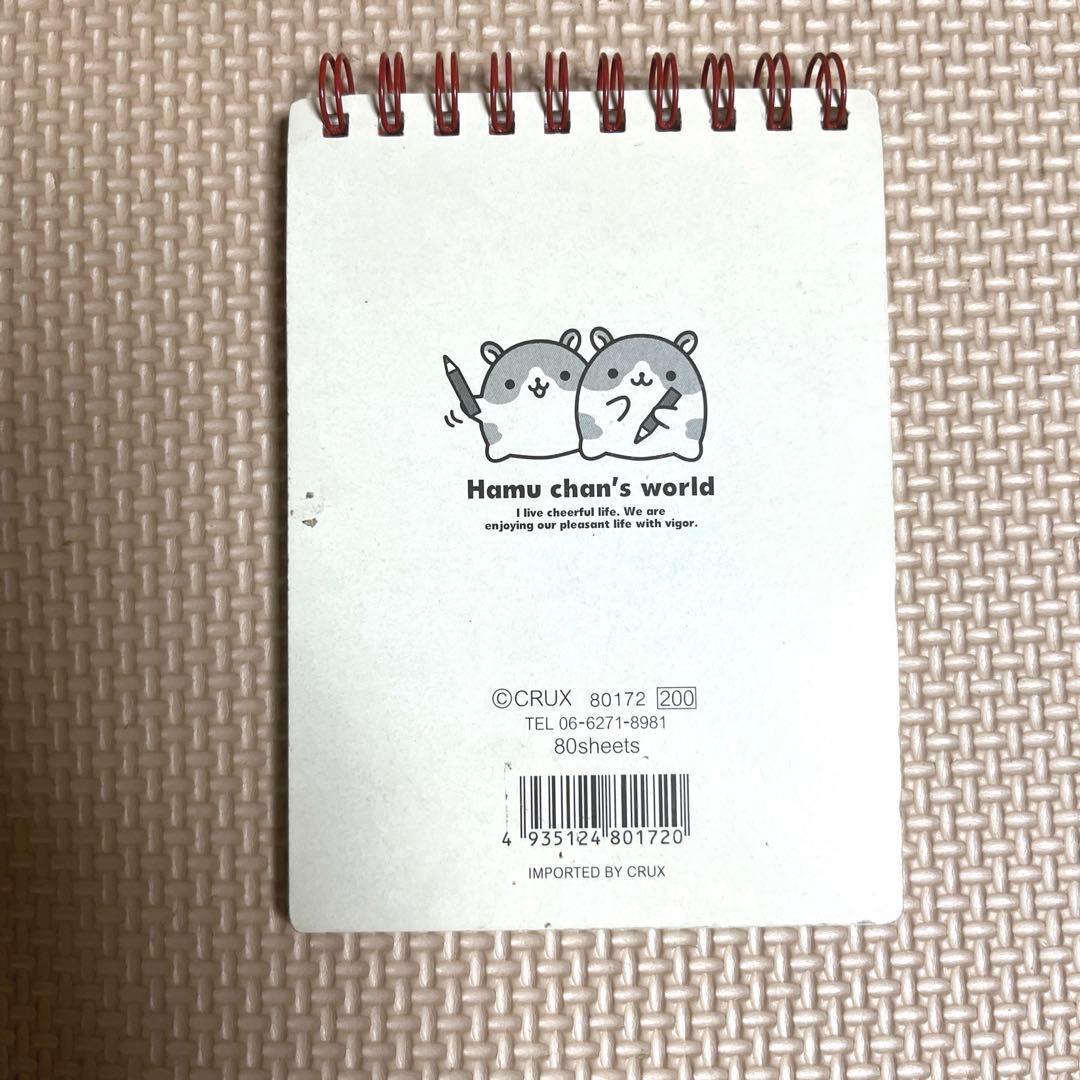 Hamu chan's world
I live cheerful life. We are
enjoying our pleasant life with vigor.
©CRUX 80172 200
TEL 06-6271-8981
80sheets
4 935124 801720
IMPORTED BY CRUX